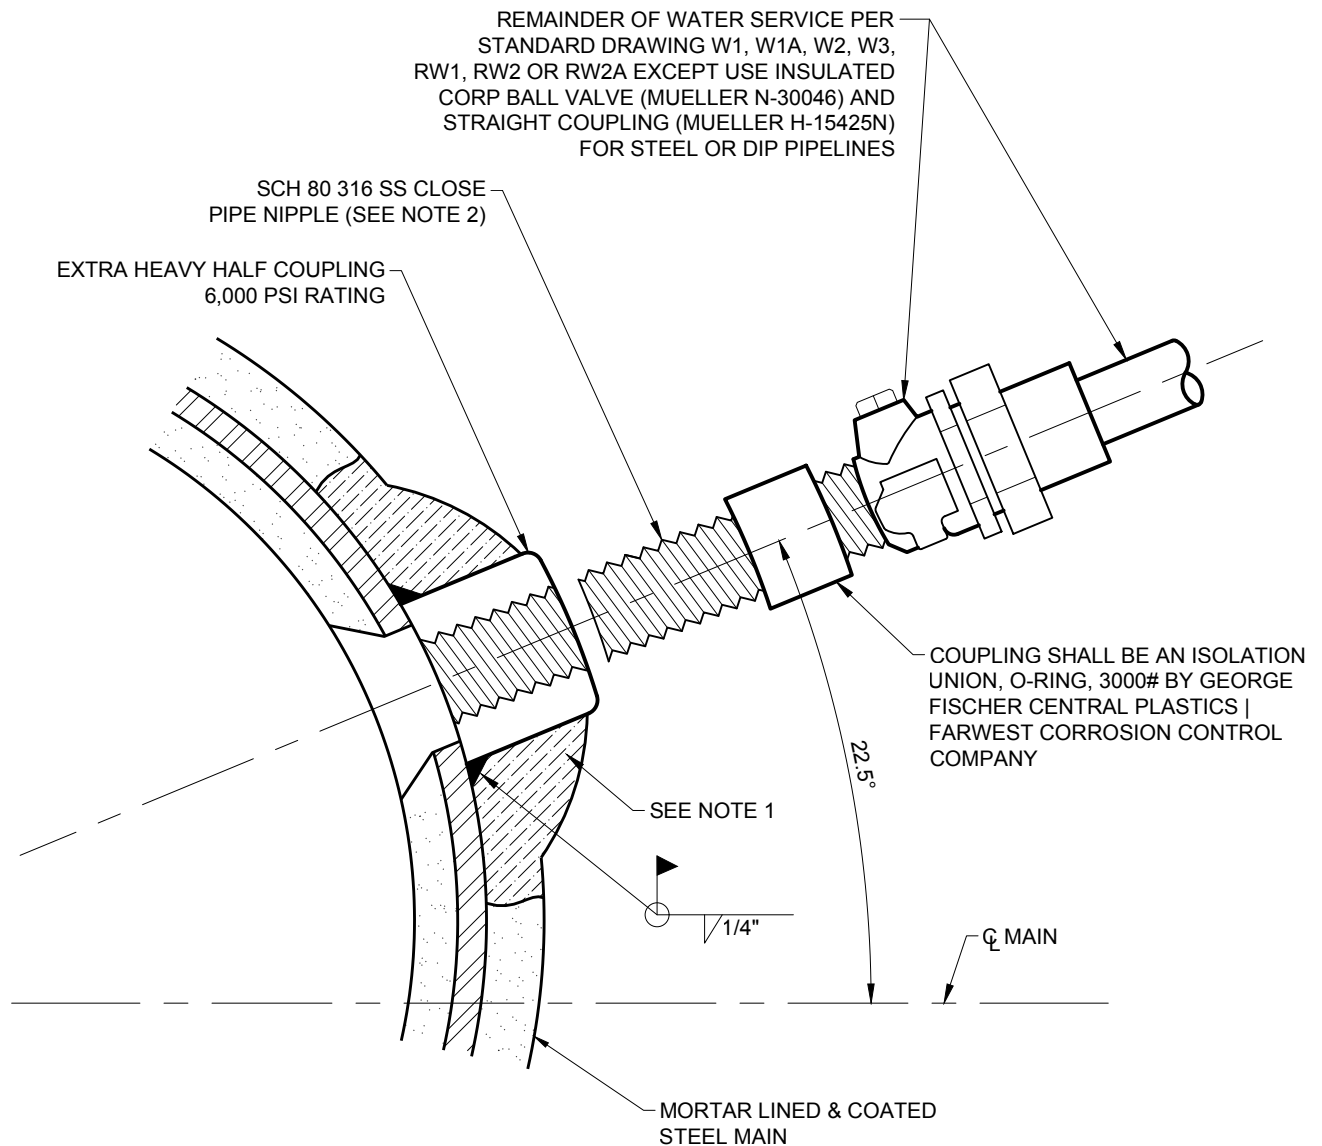 REMAINDER OF WATER SERVICE PER
STANDARD DRAWING W1, W1A, W2, W3,
RW1, RW2 OR RW2A EXCEPT USE INSULATED
CORP BALL VALVE (MUELLER N-30046) AND
STRAIGHT COUPLING (MUELLER H-15425N)
FOR STEEL OR DIP PIPELINES
SCH 80 316 SS CLOSE
PIPE NIPPLE (SEE NOTE 2)
EXTRA HEAVY HALF COUPLING
6,000 PSI RATING
COUPLING SHALL BE AN ISOLATION
UNION, O-RING, 3000# BY GEORGE
FISCHER CENTRAL PLASTICS |
FARWEST CORROSION CONTROL
COMPANY
22.5°
SEE NOTE 1
1/4"
℄ MAIN
MORTAR LINED & COATED
STEEL MAIN